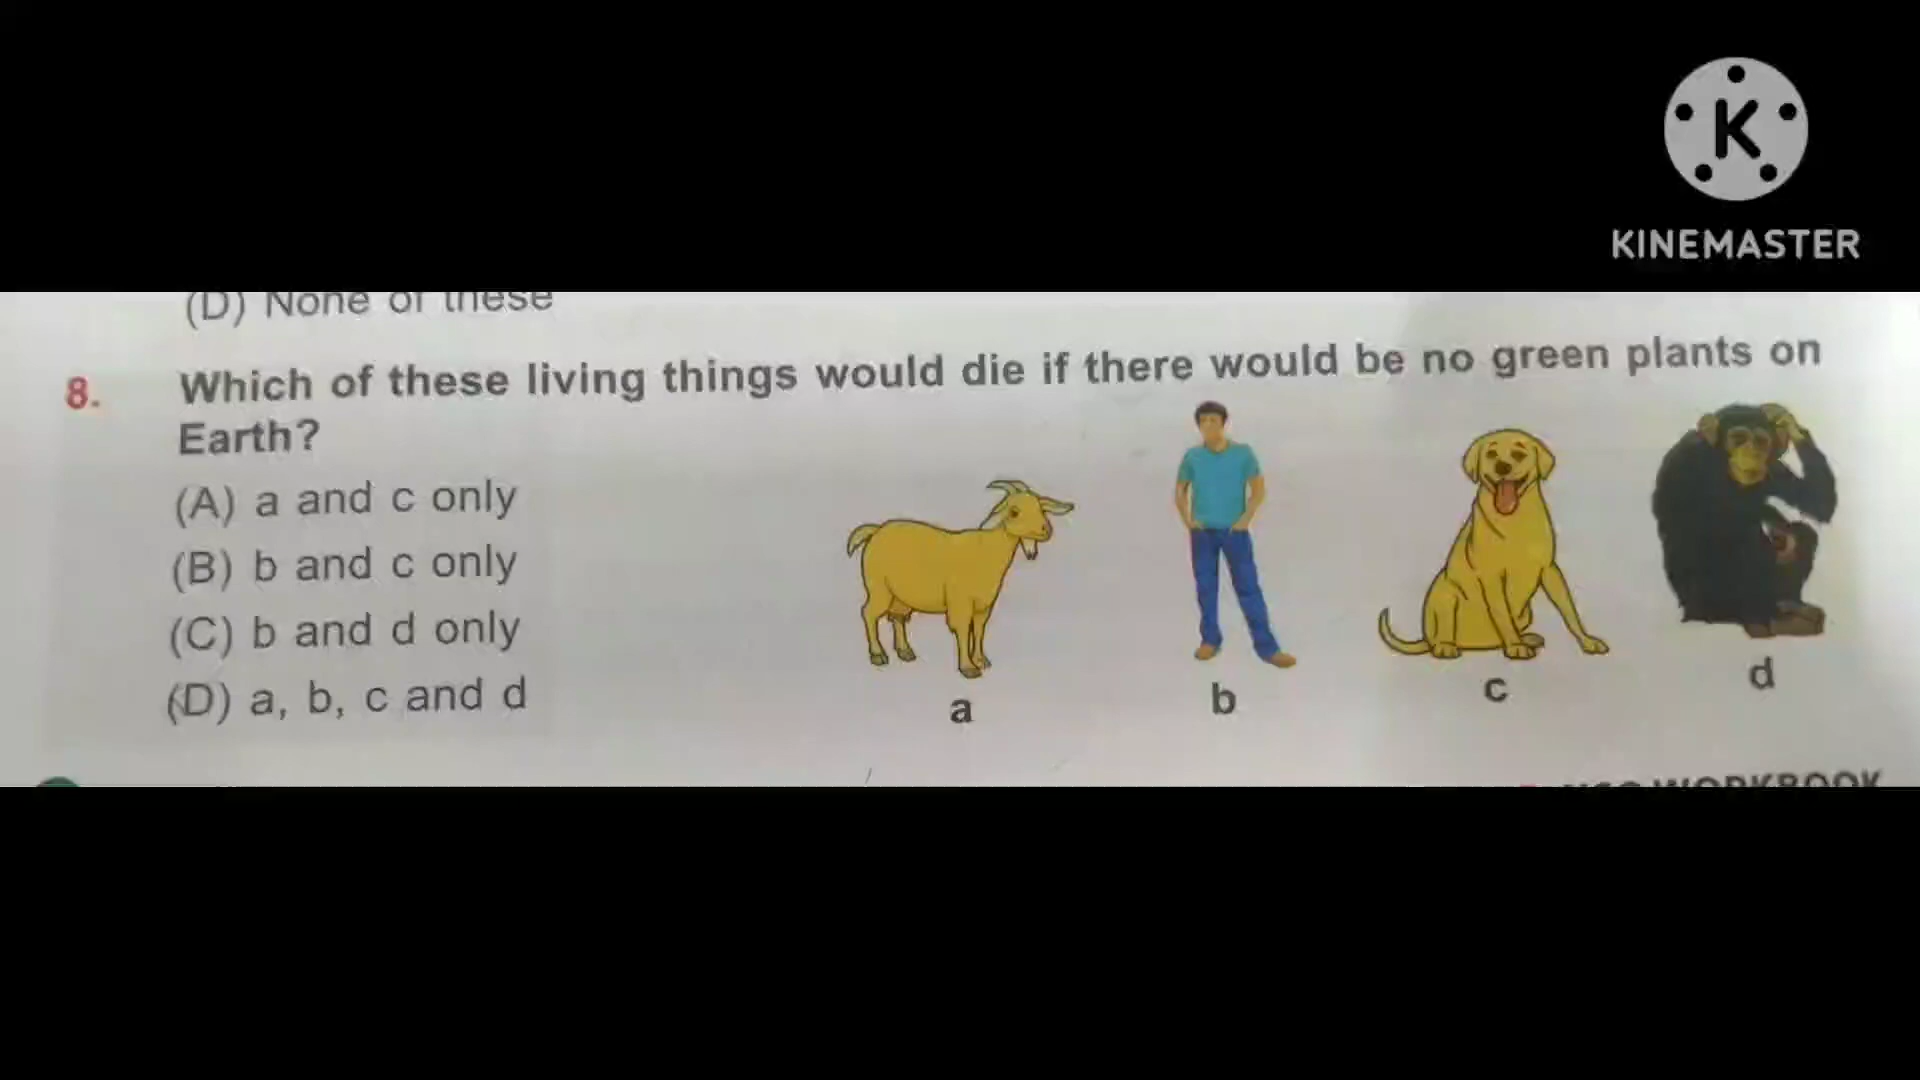 KINEMASTER
(D) None of these
8. Which of these living things would die if there would be no green plants on
Earth?
(A) a and c only
(B) b and c only
(C) b and d only
(D) a, b, c and d
a b c d
WORKBOOK